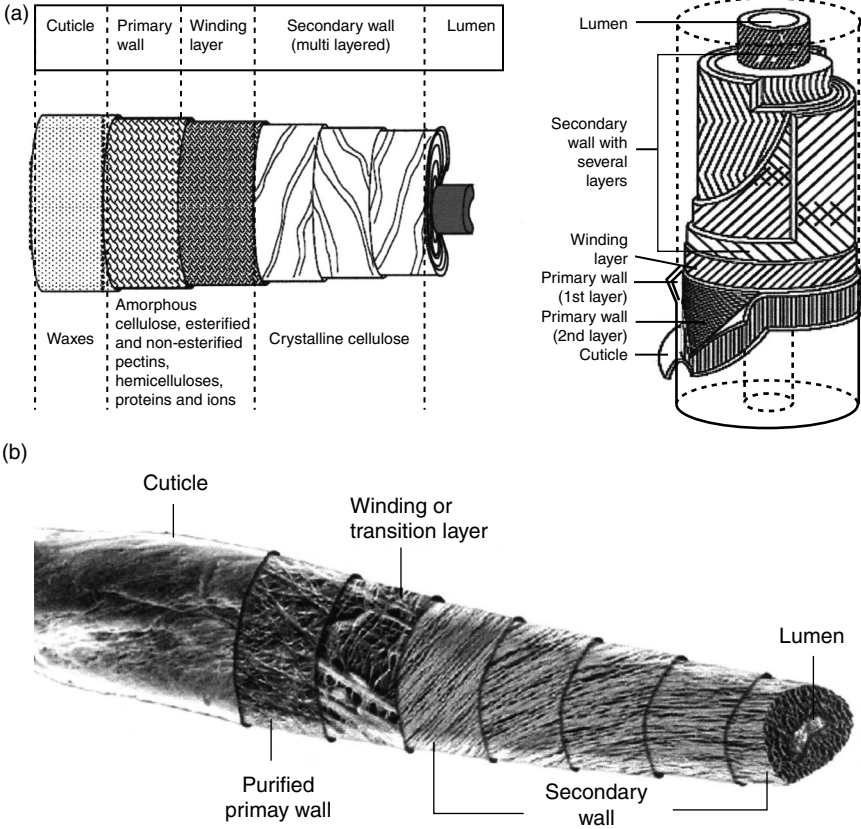 (a)
Cuticle
Primary
wall
Winding
layer
Secondary wall
(multi layered)
Lumen
Waxes
Amorphous
cellulose, esterified
and non-esterified
pectins,
hemicelluloses,
proteins and ions
Crystalline cellulose
Lumen
Secondary
wall with
several
layers
Winding
layer
Primary wall
(1st layer)
Primary wall
(2nd layer)
Cuticle
(b)
Cuticle
Winding or
transition layer
Lumen
Purified
primay wall
Secondary
wall